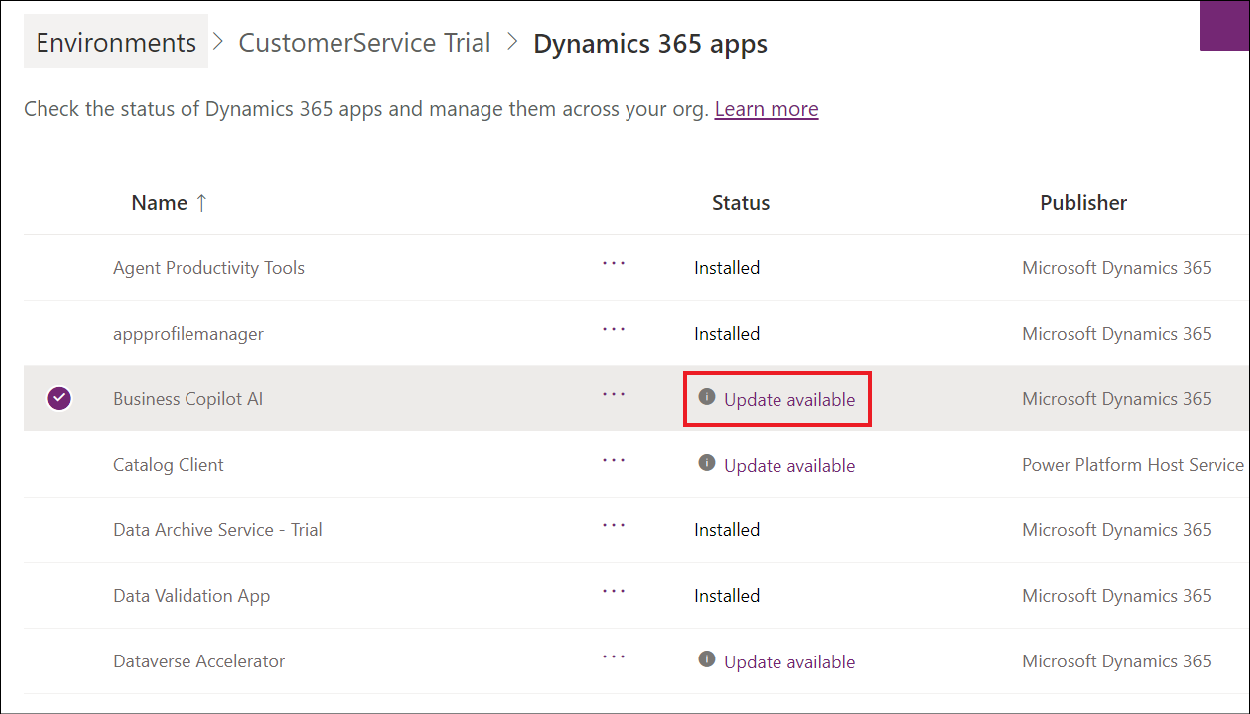 Environments > CustomerService Trial > Dynamics 365 apps
Check the status of Dynamics 365 apps and manage them across your org. Learn more
Name ↑ Status Publisher
Agent Productivity Tools ... Installed Microsoft Dynamics 365
appprofilemanager ... Installed Microsoft Dynamics 365
Business Copilot AI ... Update available Microsoft Dynamics 365
Catalog Client ... Update available Power Platform Host Service
Data Archive Service - Trial ... Installed Microsoft Dynamics 365
Data Validation App ... Installed Microsoft Dynamics 365
Dataverse Accelerator ... Update available Microsoft Dynamics 365